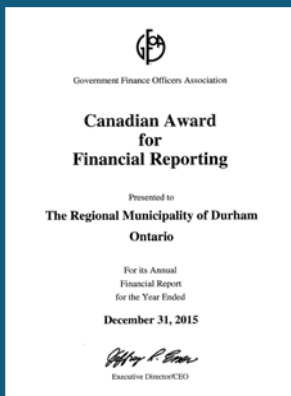 GFOA
Government Finance Officers Association
Canadian Award
for
Financial Reporting
Presented to
The Regional Municipality of Durham
Ontario
For its Annual
Financial Report
for the Year Ended
December 31, 2015
Executive Director/CEO